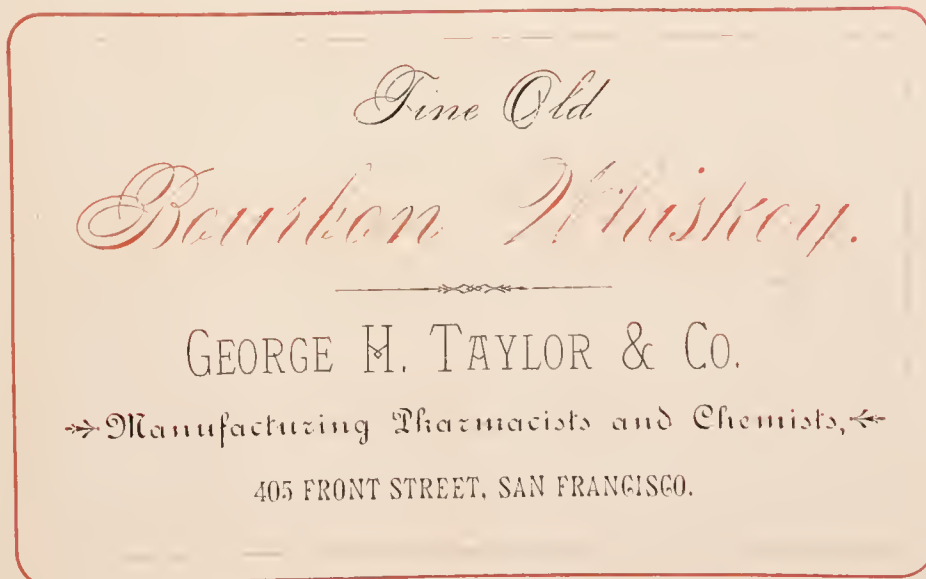 Fine Old
Bourbon Whiskey.
GEORGE H. TAYLOR & CO.
Manufacturing Pharmacists and Chemists,
405 FRONT STREET, SAN FRANCISCO.